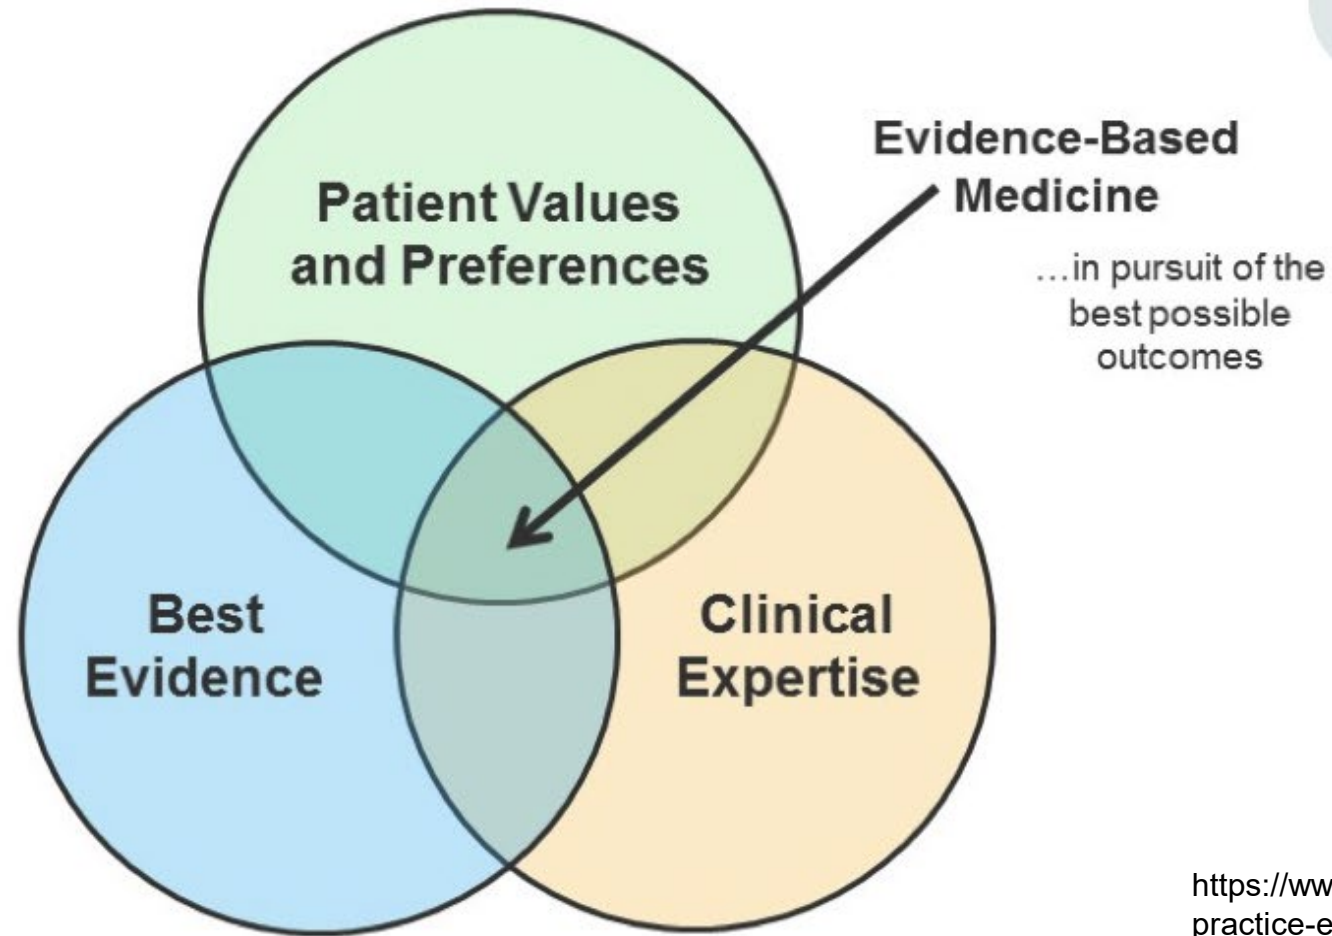 Patient Values
and Preferences
Evidence-Based
Medicine
…in pursuit of the
best possible
outcomes
Best
Evidence
Clinical
Expertise
https://ww
practice-e